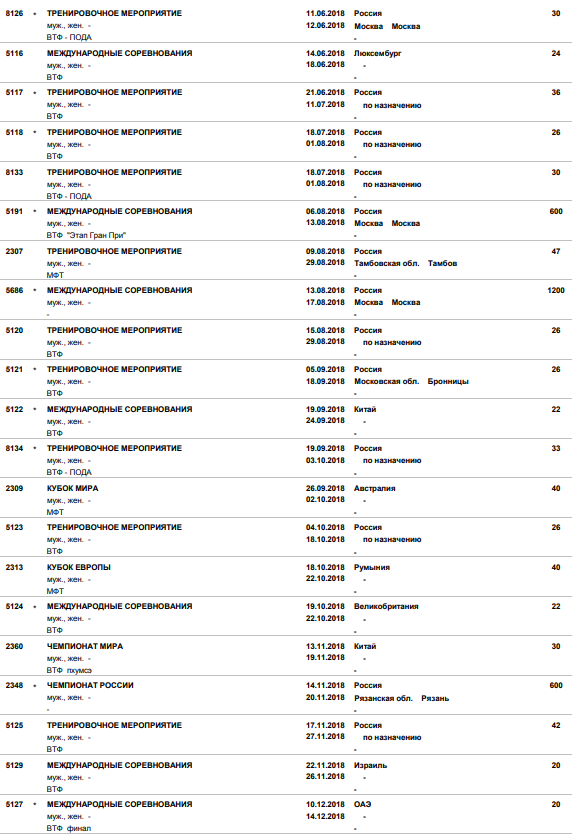 8126 * ТРЕНИРОВОЧНОЕ МЕРОПРИЯТИЕ 11.06.2018 Россия 30
муж., жен. - 12.06.2018 Москва Москва
ВТФ - ПОДА -
5116 МЕЖДУНАРОДНЫЕ СОРЕВНОВАНИЯ 14.06.2018 Люксембург 24
муж., жен. - 18.06.2018 -
ВТФ -
5117 * ТРЕНИРОВОЧНОЕ МЕРОПРИЯТИЕ 21.06.2018 Россия 36
муж., жен. - 11.07.2018 по назначению
ВТФ -
5118 * ТРЕНИРОВОЧНОЕ МЕРОПРИЯТИЕ 18.07.2018 Россия 26
муж., жен. - 01.08.2018 по назначению
ВТФ -
8133 ТРЕНИРОВОЧНОЕ МЕРОПРИЯТИЕ 18.07.2018 Россия 30
муж., жен. - 01.08.2018 по назначению
ВТФ - ПОДА -
5191 * МЕЖДУНАРОДНЫЕ СОРЕВНОВАНИЯ 06.08.2018 Россия 600
муж., жен. - 13.08.2018 Москва Москва
ВТФ "Этап Гран При" -
2307 ТРЕНИРОВОЧНОЕ МЕРОПРИЯТИЕ 09.08.2018 Россия 47
муж., жен. - 29.08.2018 Тамбовская обл. Тамбов
МФТ -
5686 * МЕЖДУНАРОДНЫЕ СОРЕВНОВАНИЯ 13.08.2018 Россия 1200
муж., жен. - 17.08.2018 Москва Москва
- -
5120 ТРЕНИРОВОЧНОЕ МЕРОПРИЯТИЕ 15.08.2018 Россия 26
муж., жен. - 29.08.2018 по назначению
ВТФ -
5121 * ТРЕНИРОВОЧНОЕ МЕРОПРИЯТИЕ 05.09.2018 Россия 26
муж., жен. - 18.09.2018 Московская обл. Бронницы
ВТФ -
5122 * МЕЖДУНАРОДНЫЕ СОРЕВНОВАНИЯ 19.09.2018 Китай 22
муж., жен. - 24.09.2018 -
ВТФ -
8134 * ТРЕНИРОВОЧНОЕ МЕРОПРИЯТИЕ 19.09.2018 Россия 33
муж., жен. - 03.10.2018 по назначению
ВТФ - ПОДА -
2309 КУБОК МИРА 26.09.2018 Австралия 40
муж., жен. - 02.10.2018 -
МФТ -
5123 ТРЕНИРОВОЧНОЕ МЕРОПРИЯТИЕ 04.10.2018 Россия 26
муж., жен. - 18.10.2018 по назначению
ВТФ -
2313 КУБОК ЕВРОПЫ 18.10.2018 Румыния 40
муж., жен. - 22.10.2018 -
МФТ -
5124 * МЕЖДУНАРОДНЫЕ СОРЕВНОВАНИЯ 19.10.2018 Великобритания 22
муж., жен. - 22.10.2018 -
ВТФ -
2360 ЧЕМПИОНАТ МИРА 13.11.2018 Китай 30
муж., жен. - 19.11.2018 -
ВТФ пхумсэ -
2348 * ЧЕМПИОНАТ РОССИИ 14.11.2018 Россия 600
муж., жен. - 20.11.2018 Рязанская обл. Рязань
- -
5125 ТРЕНИРОВОЧНОЕ МЕРОПРИЯТИЕ 17.11.2018 Россия 42
муж., жен. - 27.11.2018 по назначению
ВТФ -
5129 МЕЖДУНАРОДНЫЕ СОРЕВНОВАНИЯ 22.11.2018 Израиль 20
муж., жен. - 26.11.2018 -
ВТФ -
5127 * МЕЖДУНАРОДНЫЕ СОРЕВНОВАНИЯ 10.12.2018 ОАЭ 20
муж., жен. - 14.12.2018 -
ВТФ финал -